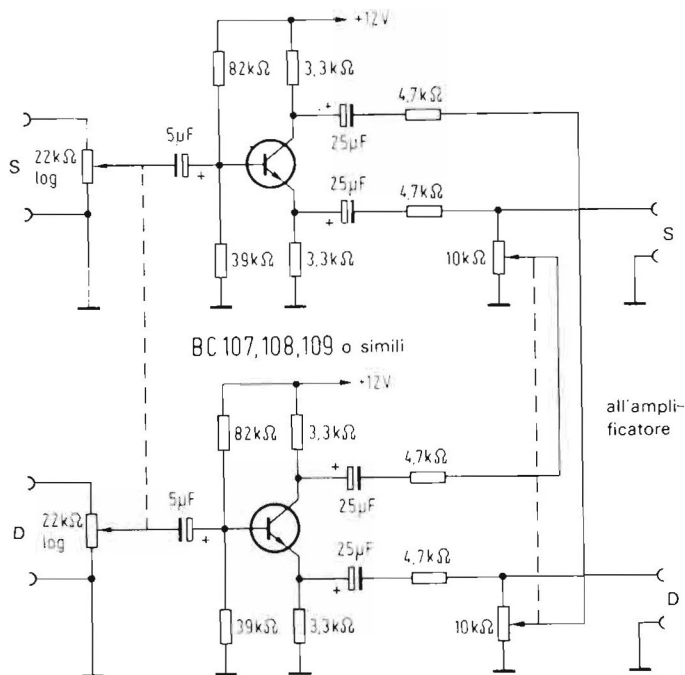 +12V
82kΩ
3,3kΩ
4,7kΩ
5µF
+
25µF
S
22kΩ
log
+
25µF
4,7kΩ
+
S
39kΩ
3,3kΩ
10kΩ
BC 107,108,109 o simili
+12V
all'ampli-
ficatore
82kΩ
3,3kΩ
4,7kΩ
5µF
+
25µF
D
22kΩ
log
+
25µF
4,7kΩ
+
D
39kΩ
3,3kΩ
10kΩ